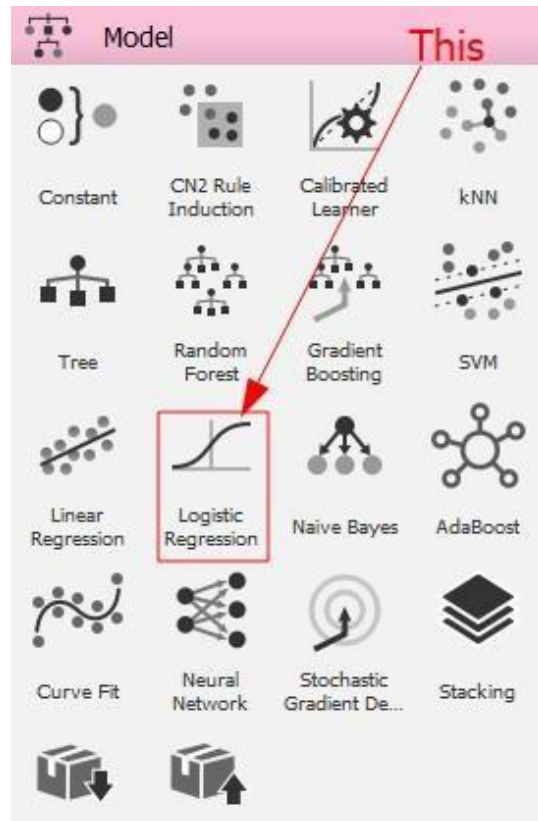 Model
This
Constant
CN2 Rule
Induction
Calibrated
Learner
kNN
Tree
Random
Forest
Gradient
Boosting
SVM
Linear
Regression
Logistic
Regression
Naive Bayes
AdaBoost
Curve Fit
Neural
Network
Stochastic
Gradient De...
Stacking